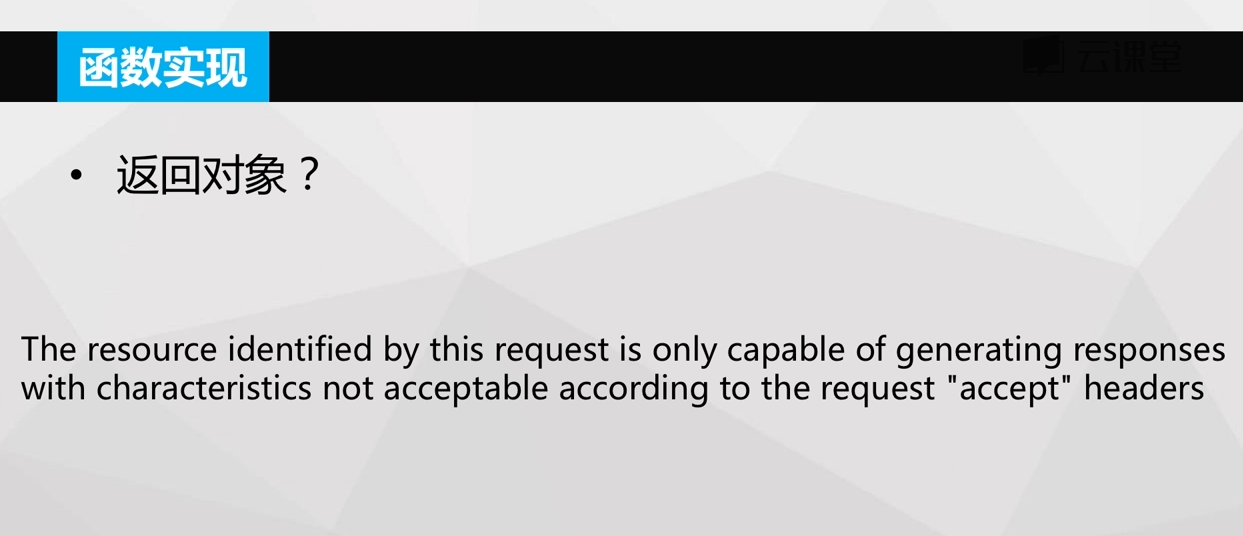 函数实现
云课堂
• 返回对象？
The resource identified by this request is only capable of generating responses
with characteristics not acceptable according to the request "accept" headers